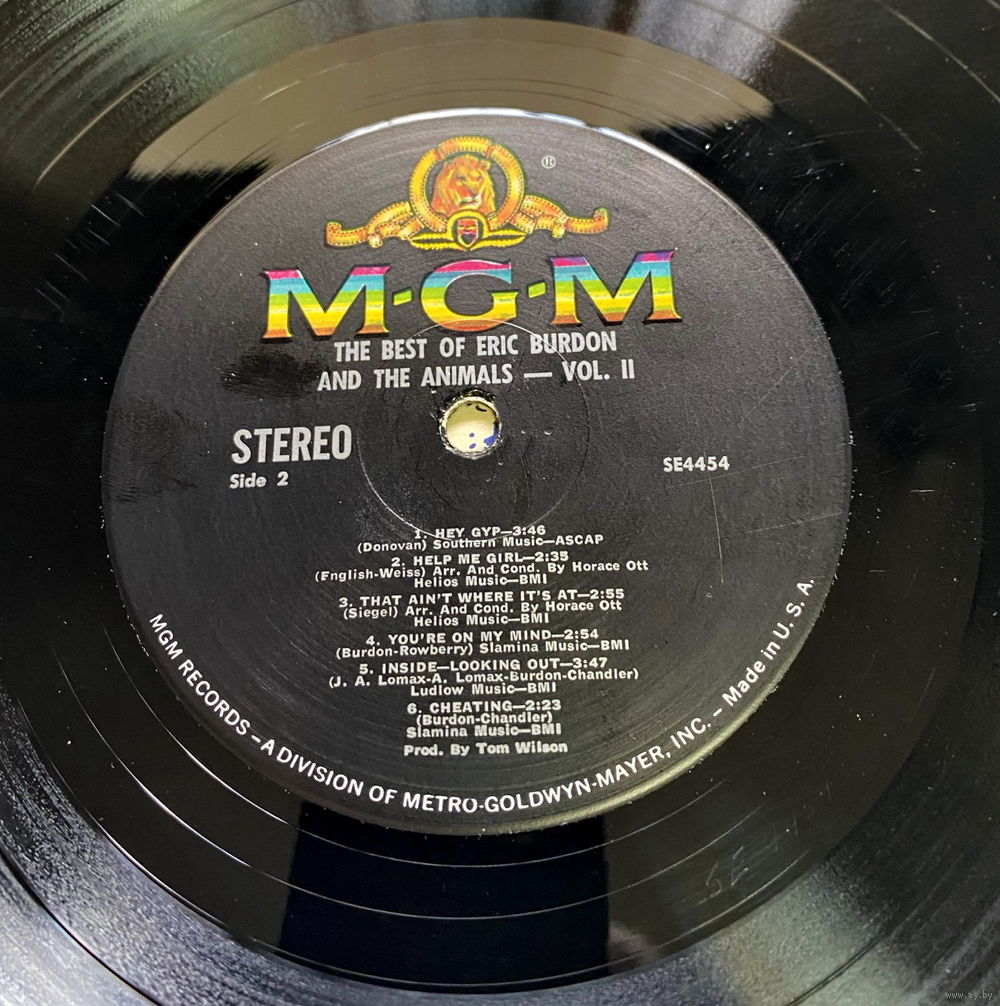 ®
M·G·M
THE BEST OF ERIC BURDON
AND THE ANIMALS — VOL. II
STEREO
Side 2
SE4454
1. HEY GYP—3:46
(Donovan) Southern Music—ASCAP
2. HELP ME GIRL—2:35
(English-Weiss) Arr. And Cond. By Horace Ott
Helios Music—BMI
3. THAT AIN'T WHERE IT'S AT—2:55
(Siegel) Arr. And Cond. By Horace Ott
Helios Music—BMI
4. YOU'RE ON MY MIND—2:54
(Burdon-Rowberry) Slamina Music—BMI
5. INSIDE—LOOKING OUT—3:47
(J. A. Lomax-A. Lomax-Burdon-Chandler)
Ludlow Music—BMI
6. CHEATING—2:23
(Burdon-Chandler)
Slamina Music—BMI
Prod. By Tom Wilson
MGM RECORDS – A DIVISION OF METRO-GOLDWYN-MAYER, INC. – Made in U. S. A.
www.ay.by